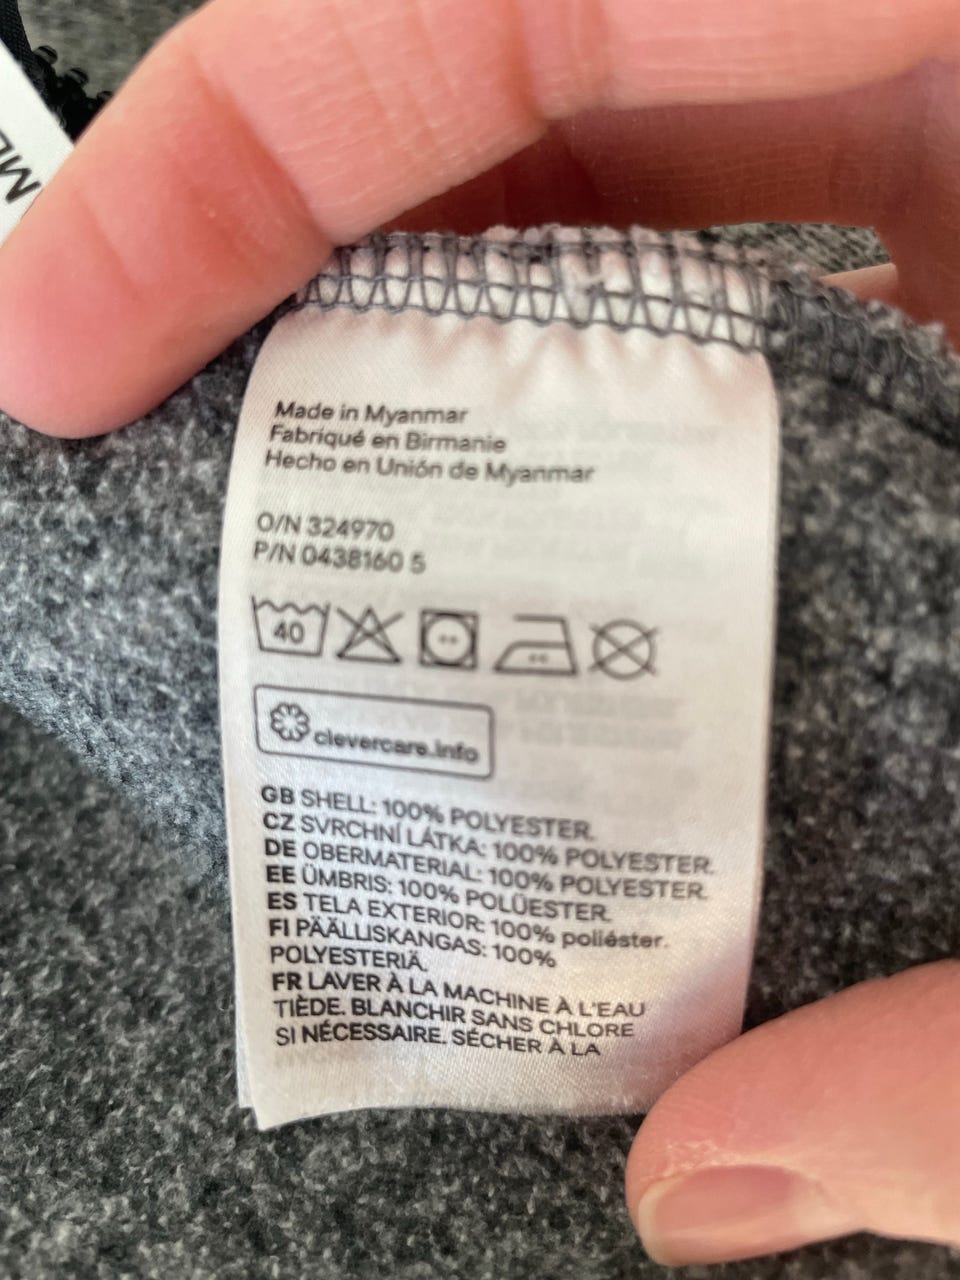 Made in Myanmar
Fabriqué en Birmanie
Hecho en Unión de Myanmar
O/N 324970
P/N 0438160 5
40
clevercare.info
GB SHELL: 100% POLYESTER.
CZ SVRCHNÍ LÁTKA: 100% POLYESTER.
DE OBERMATERIAL: 100% POLYESTER.
EE ÜMBRIS: 100% POLÜESTER.
ES TELA EXTERIOR: 100% poliéster.
FI PÄÄLLISKANGAS: 100%
POLYESTERIÄ.
FR LAVER À LA MACHINE À L'EAU
TIÈDE. BLANCHIR SANS CHLORE
SI NÉCESSAIRE. SÉCHER À LA